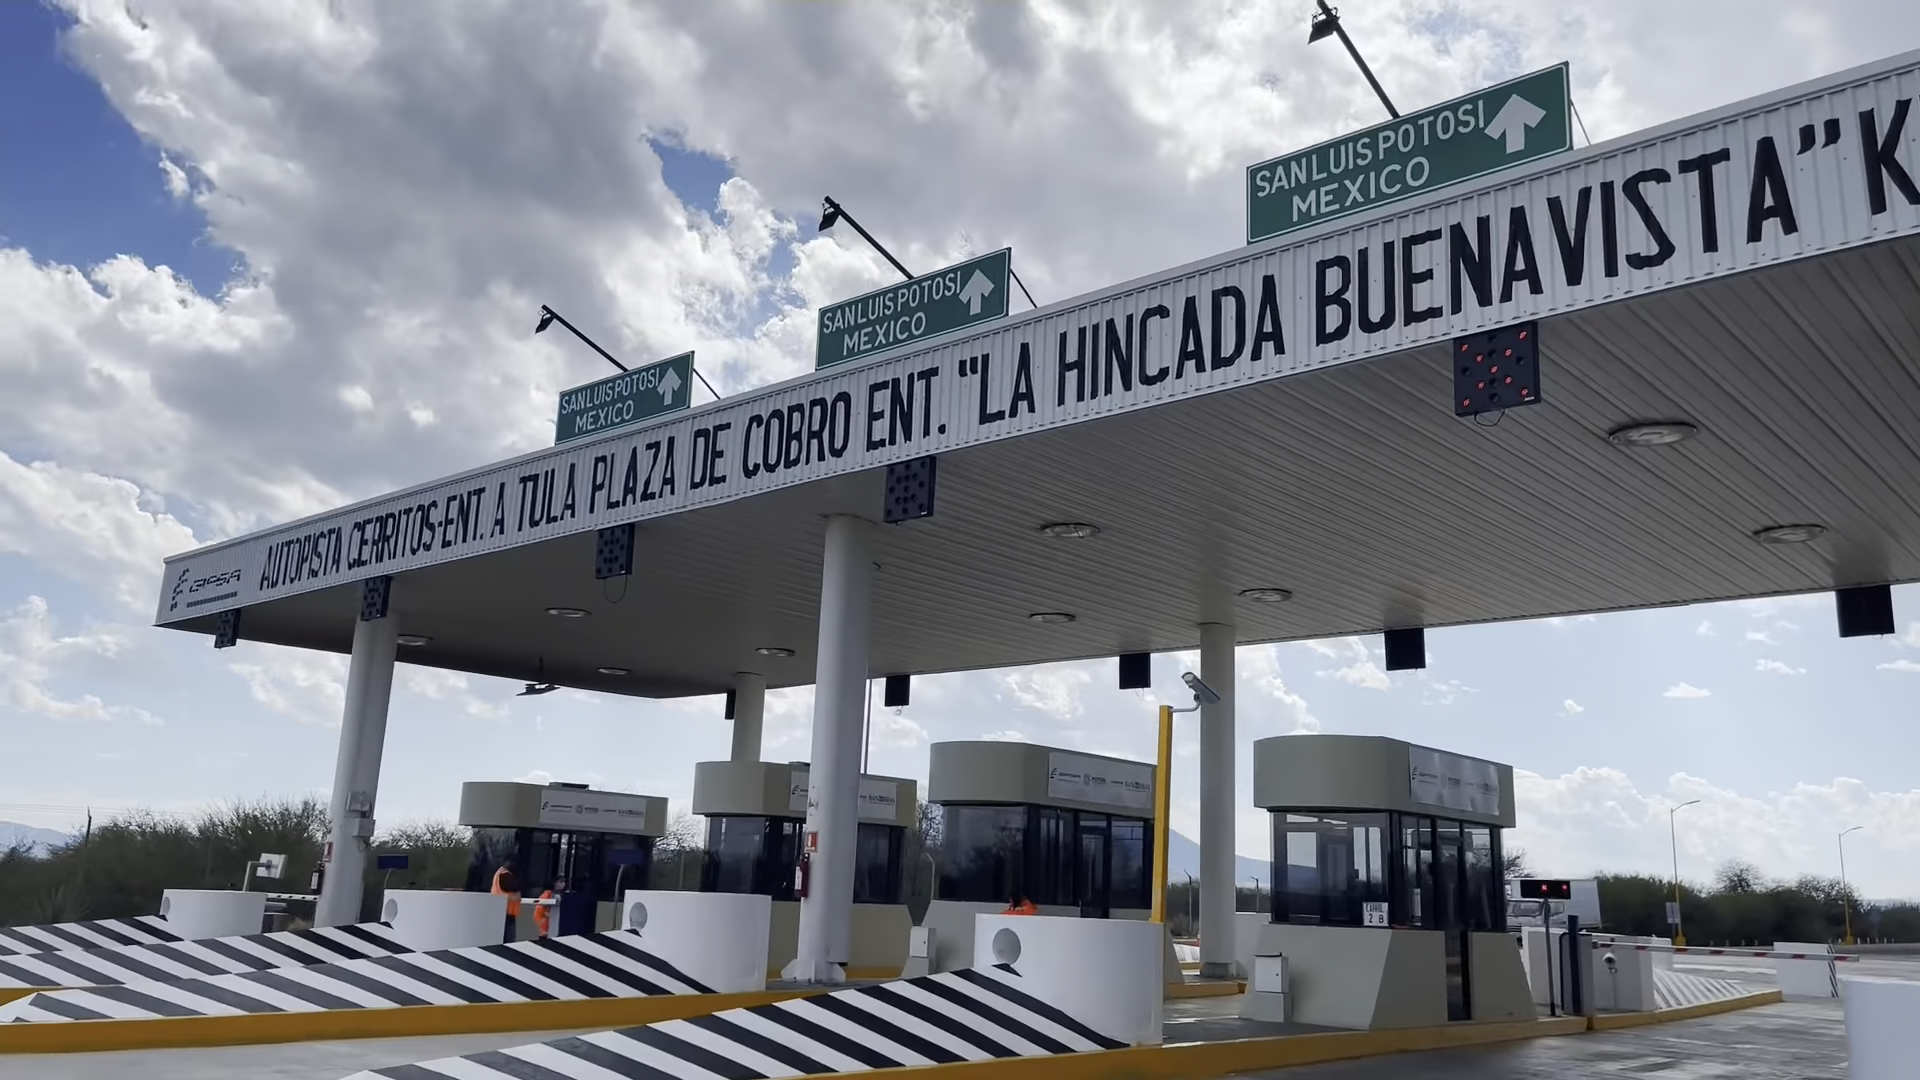 SAN LUIS POTOSI
MEXICO
SAN LUIS POTOSI
MEXICO
SAN LUIS POTOSI
MEXICO
AUTOPISTA CERRITOS-ENT. A TULA PLAZA DE COBRO ENT. "LA HINCADA BUENAVISTA" K
CARRIL
2 B